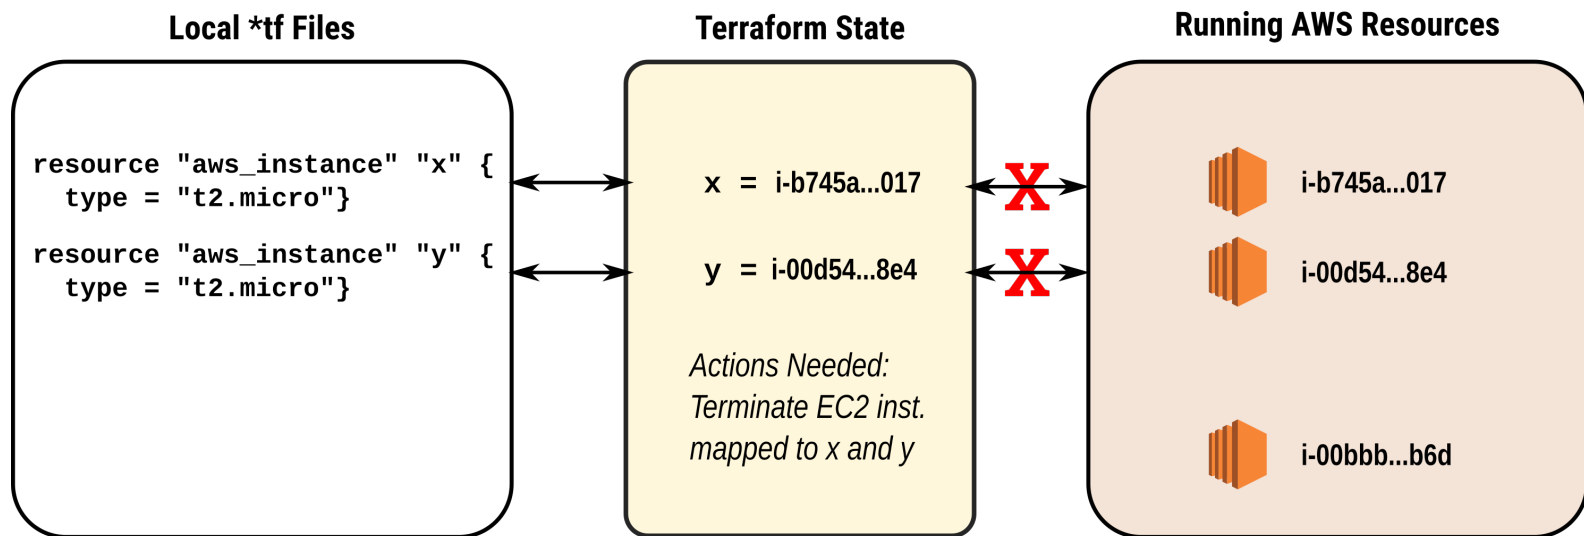 Local *tf Files
resource "aws_instance" "x" {
type = "t2.micro"}
resource "aws_instance" "y" {
type = "t2.micro"}
Terraform State
x = i-b745a...017
y = i-00d54...8e4
Actions Needed:
Terminate EC2 inst.
mapped to x and y
X
X
Running AWS Resources
i-b745a...017
i-00d54...8e4
i-00bbb...b6d